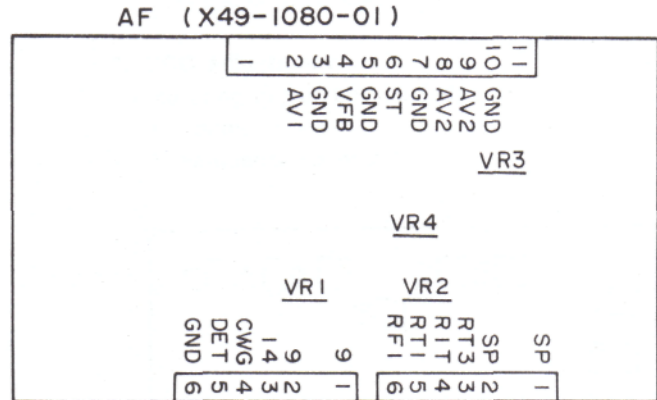 AF (X49-1080-01)
1 2 3 4 5 6 7 8 9 10 11
AV1 GND VFB GND ST GND AV2 AV2 GND
VR3
VR4
VR1 VR2
GND DET CWG 14 9 9 RF1 RT1 RIT RT3 SP SP
6 5 4 3 2 1 6 5 4 3 2 1